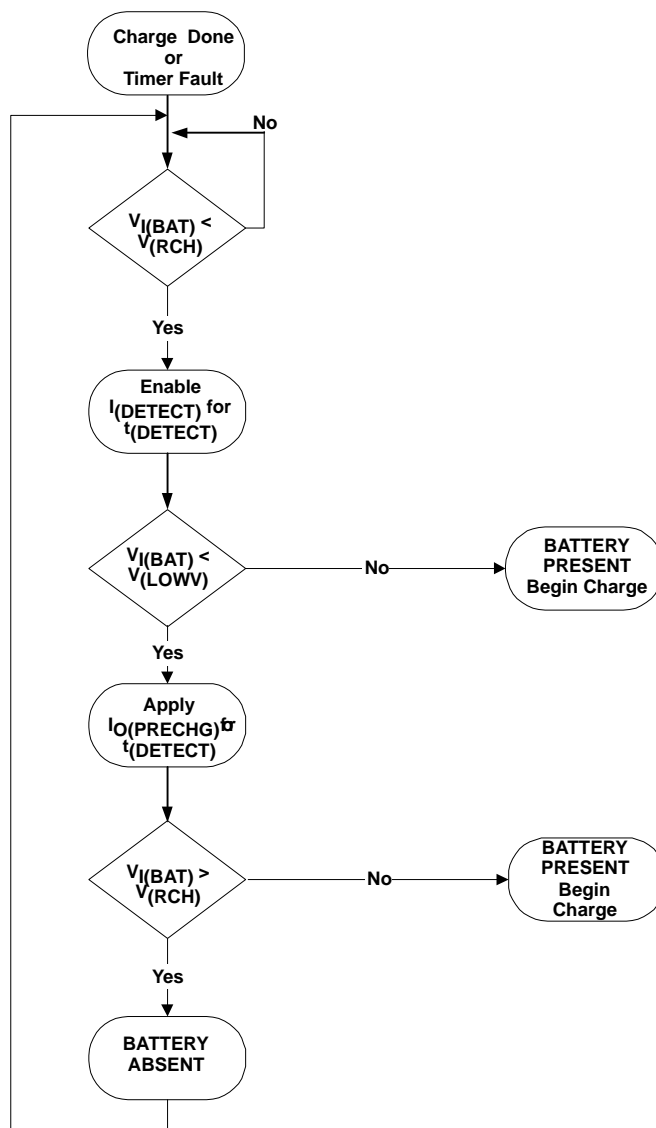 Charge Done
or
Timer Fault
No
VI(BAT) <
V(RCH)
Yes
Enable
I(DETECT) for
t(DETECT)
VI(BAT) <
V(LOWV)
No
BATTERY
PRESENT
Begin Charge
Yes
Apply
IO(PRECHG) for
t(DETECT)
VI(BAT) >
V(RCH)
No
BATTERY
PRESENT
Begin
Charge
Yes
BATTERY
ABSENT